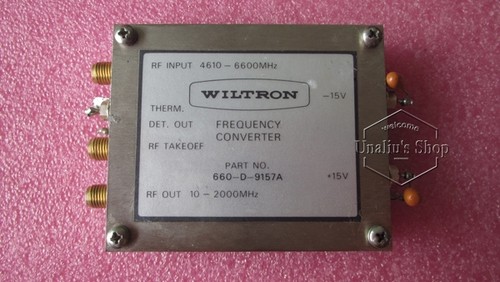 RF INPUT 4610 - 6600MHz
WILTRON
-15V
THERM.
DET. OUT FREQUENCY
CONVERTER
RF TAKEOFF
PART NO.
660-D-9157A
+15V
RF OUT 10 - 2000MHz
welcome
Unaliu's Shop